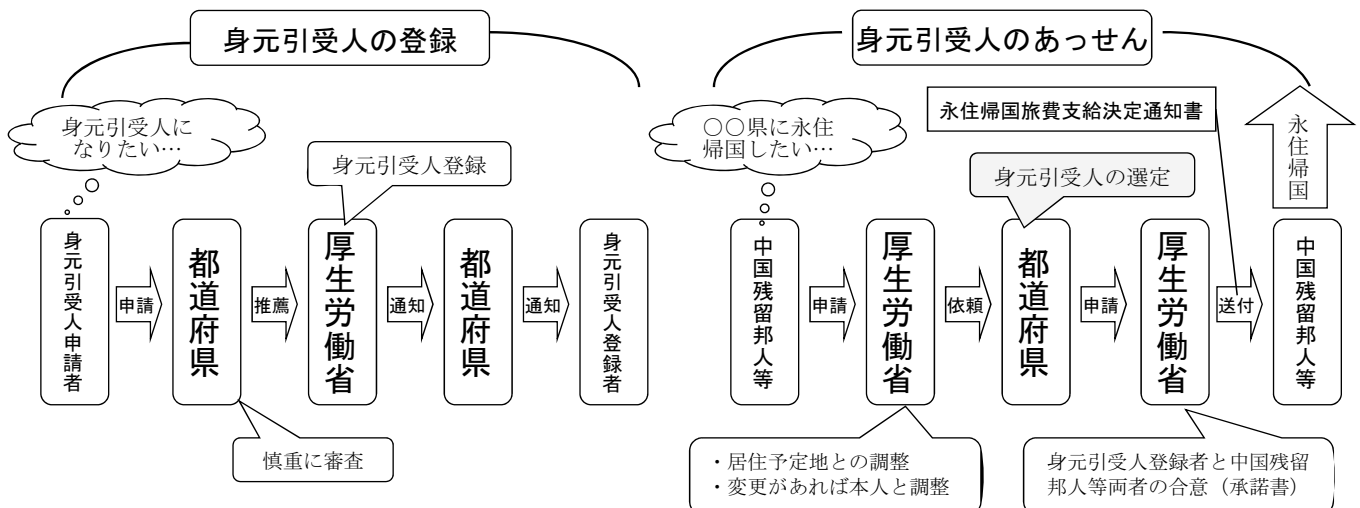 身元引受人の登録
身元引受人に
なりたい…
身元引受人登録
身元引受人申請者
申請
都道府県
推薦
厚生労働省
通知
都道府県
通知
身元引受人登録者
慎重に審査
身元引受人のあっせん
○○県に永住
帰国したい…
永住帰国旅費支給決定通知書
永住帰国
身元引受人の選定
中国残留邦人等
申請
厚生労働省
依頼
都道府県
申請
厚生労働省
送付
中国残留邦人等
・居住予定地との調整
・変更があれば本人と調整
身元引受人登録者と中国残留
邦人等両者の合意（承諾書）